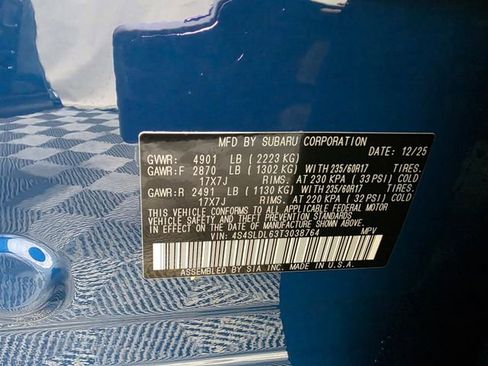 MFD BY SUBARU CORPORATION DATE: 12/25
GVWR: 4901 LB ( 2223 KG)
GAWR:F 2870 LB ( 1302 KG) WITH 235/60R17 TIRES.
17X7J RIMS. AT 230 KPA ( 33 PSI) COLD
GAWR:R 2491 LB ( 1130 KG) WITH 235/60R17 TIRES.
17X7J RIMS. AT 220 KPA ( 32 PSI) COLD
THIS VEHICLE CONFORMS TO ALL APPLICABLE FEDERAL MOTOR
VEHICLE SAFETY AND THEFT PREVENTION STANDARDS
IN EFFECT ON THE DATE OF MANUFACTURE SHOWN ABOVE.
VIN: 4S4SLDL63T3038764 MPV
ASSEMBLED BY SIA INC. MADE IN U.S.A.